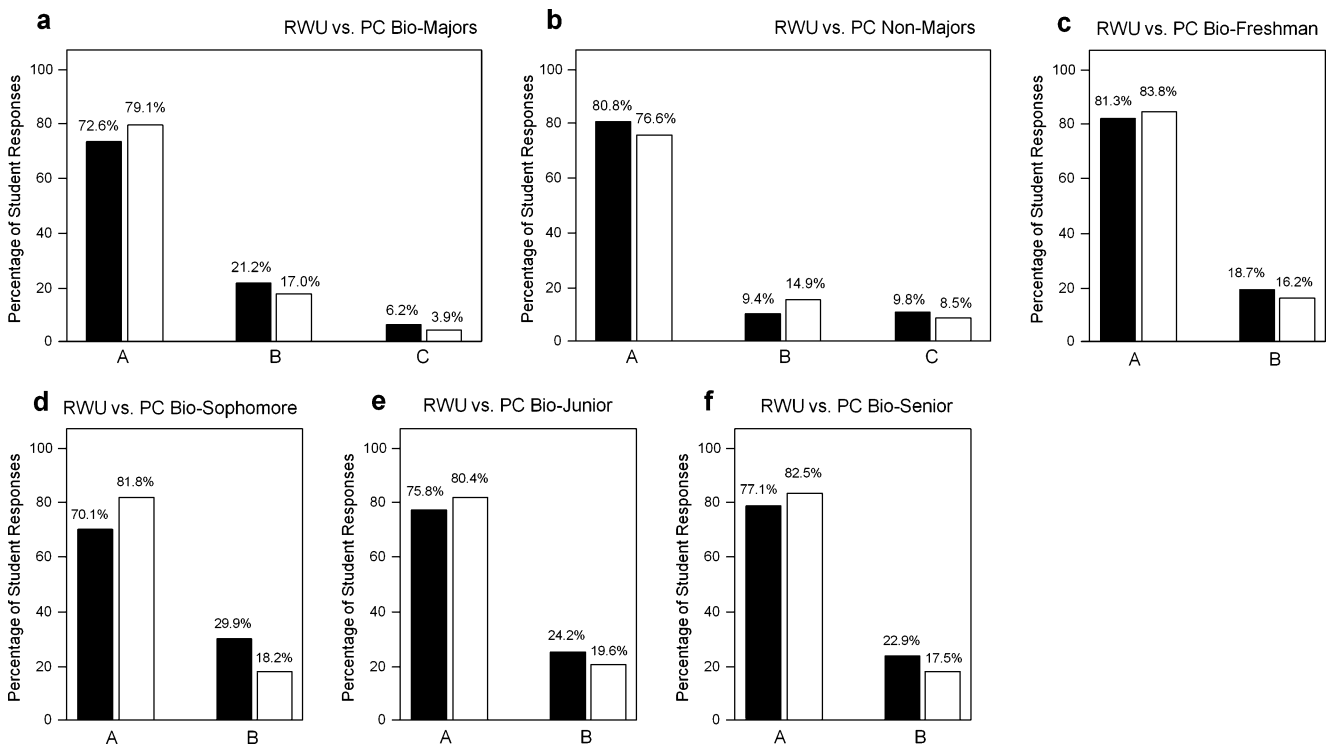 a
RWU vs. PC Bio-Majors
Percentage of Student Responses
100
80
60
40
20
0
72.6%
79.1%
21.2%
17.0%
6.2%
3.9%
A
B
C
b
RWU vs. PC Non-Majors
Percentage of Student Responses
100
80
60
40
20
0
80.8%
76.6%
9.4%
14.9%
9.8%
8.5%
A
B
C
c
RWU vs. PC Bio-Freshman
Percentage of Student Responses
100
80
60
40
20
0
81.3%
83.8%
18.7%
16.2%
A
B
d
RWU vs. PC Bio-Sophomore
Percentage of Student Responses
100
80
60
40
20
0
70.1%
81.8%
29.9%
18.2%
A
B
e
RWU vs. PC Bio-Junior
Percentage of Student Responses
100
80
60
40
20
0
75.8%
80.4%
24.2%
19.6%
A
B
f
RWU vs. PC Bio-Senior
Percentage of Student Responses
100
80
60
40
20
0
77.1%
82.5%
22.9%
17.5%
A
B